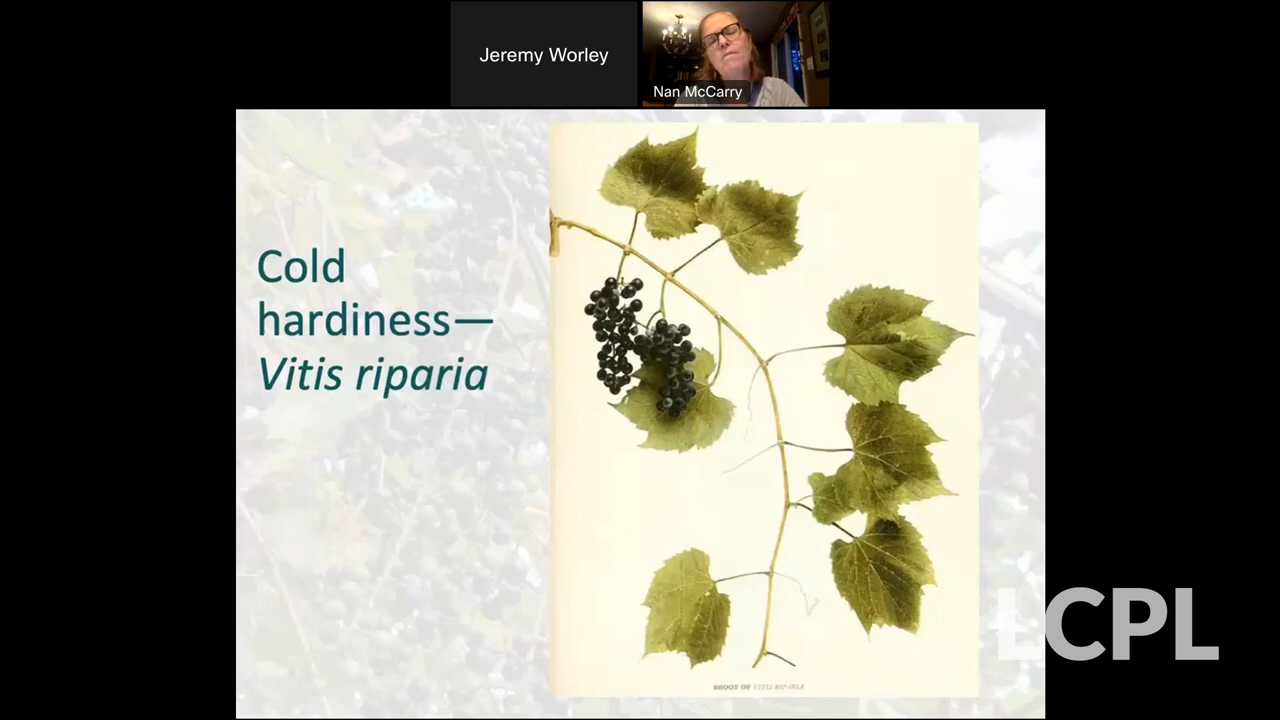 Jeremy Worley
Nan McCarry
Cold
hardiness—
Vitis riparia
SHOOT OF VITIS RIPARIA
LCPL